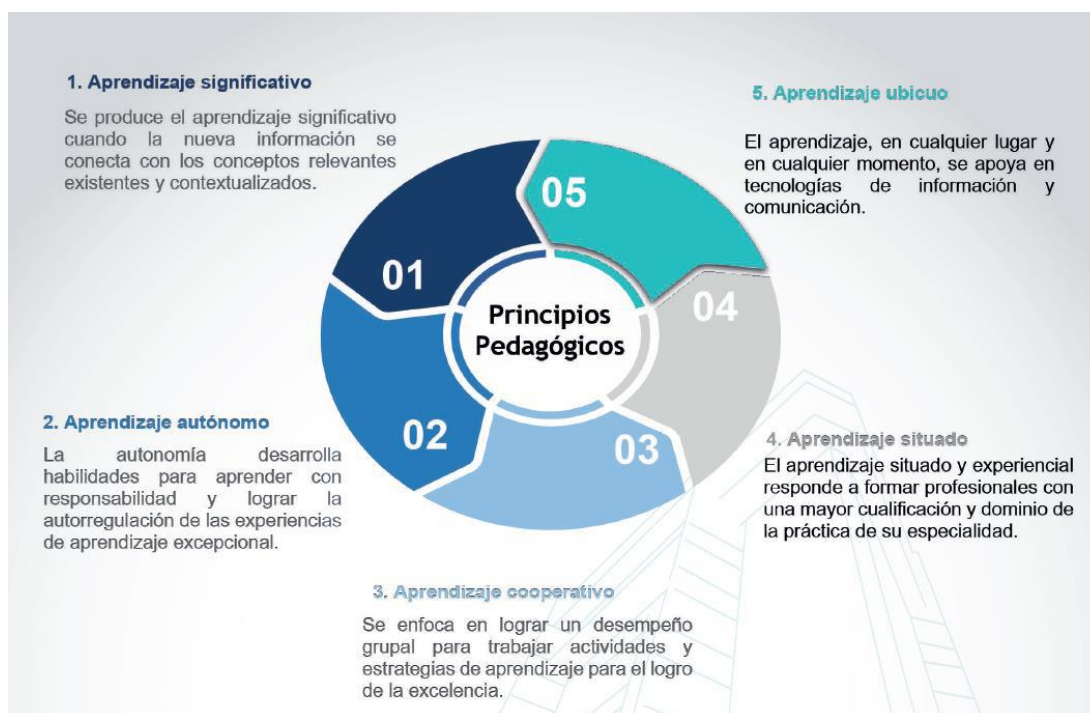 1. Aprendizaje significativo
Se produce el aprendizaje significativo
cuando la nueva información se
conecta con los conceptos relevantes
existentes y contextualizados.
5. Aprendizaje ubicuo
El aprendizaje, en cualquier lugar y
en cualquier momento, se apoya en
tecnologías de información y
comunicación.
05
01
04
Principios
Pedagógicos
02
03
2. Aprendizaje autónomo
La autonomía desarrolla
habilidades para aprender con
responsabilidad y lograr la
autorregulación de las experiencias
de aprendizaje excepcional.
4. Aprendizaje situado
El aprendizaje situado y experiencial
responde a formar profesionales con
una mayor cualificación y dominio de
la práctica de su especialidad.
3. Aprendizaje cooperativo
Se enfoca en lograr un desempeño
grupal para trabajar actividades y
estrategias de aprendizaje para el logro
de la excelencia.